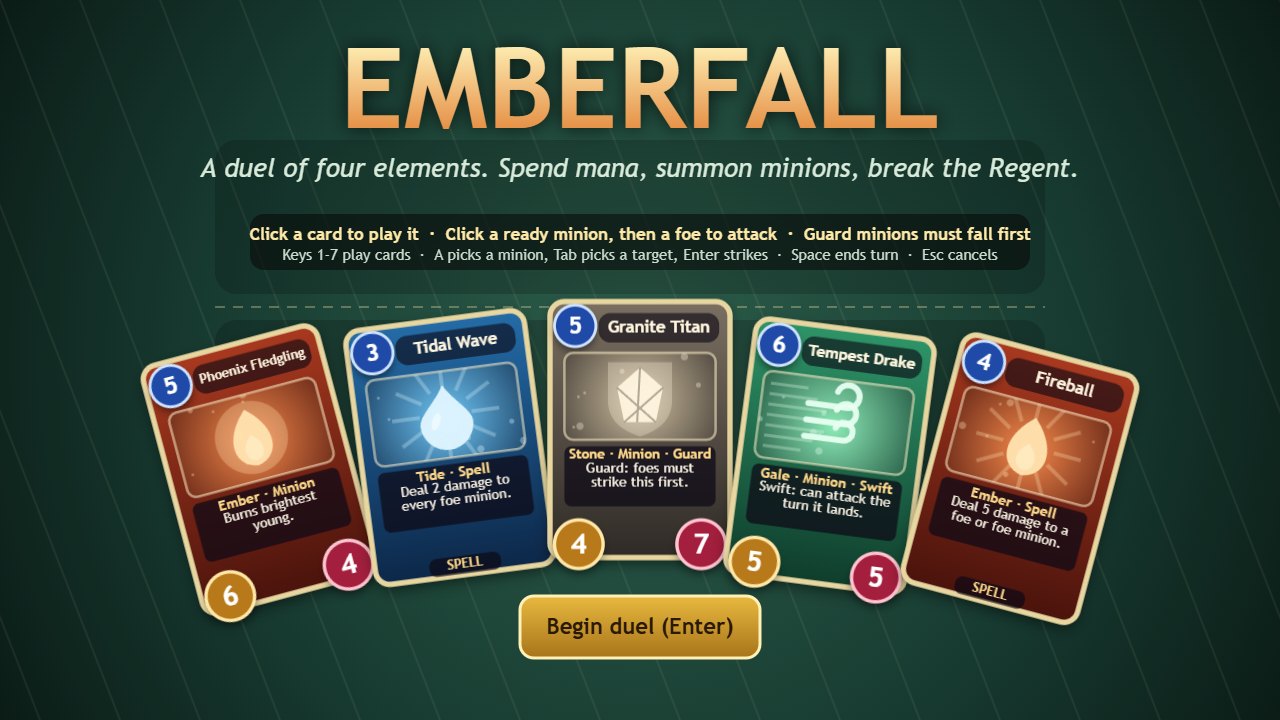 EMBERFALL
A duel of four elements. Spend mana, summon minions, break the Regent.
Click a card to play it · Click a ready minion, then a foe to attack · Guard minions must fall first
Keys 1-7 play cards · A picks a minion, Tab picks a target, Enter strikes · Space ends turn · Esc cancels
5
Phoenix Fledgling
Ember · Minion
Burns brightest
young.
6
4
3
Tidal Wave
Tide · Spell
Deal 2 damage to
every foe minion.
SPELL
5
Granite Titan
Stone · Minion · Guard
Guard: foes must
strike this first.
4
7
6
Tempest Drake
Gale · Minion · Swift
Swift: can attack the
turn it lands.
5
5
4
Fireball
Ember · Spell
Deal 5 damage to a
foe or foe minion.
SPELL
Begin duel (Enter)